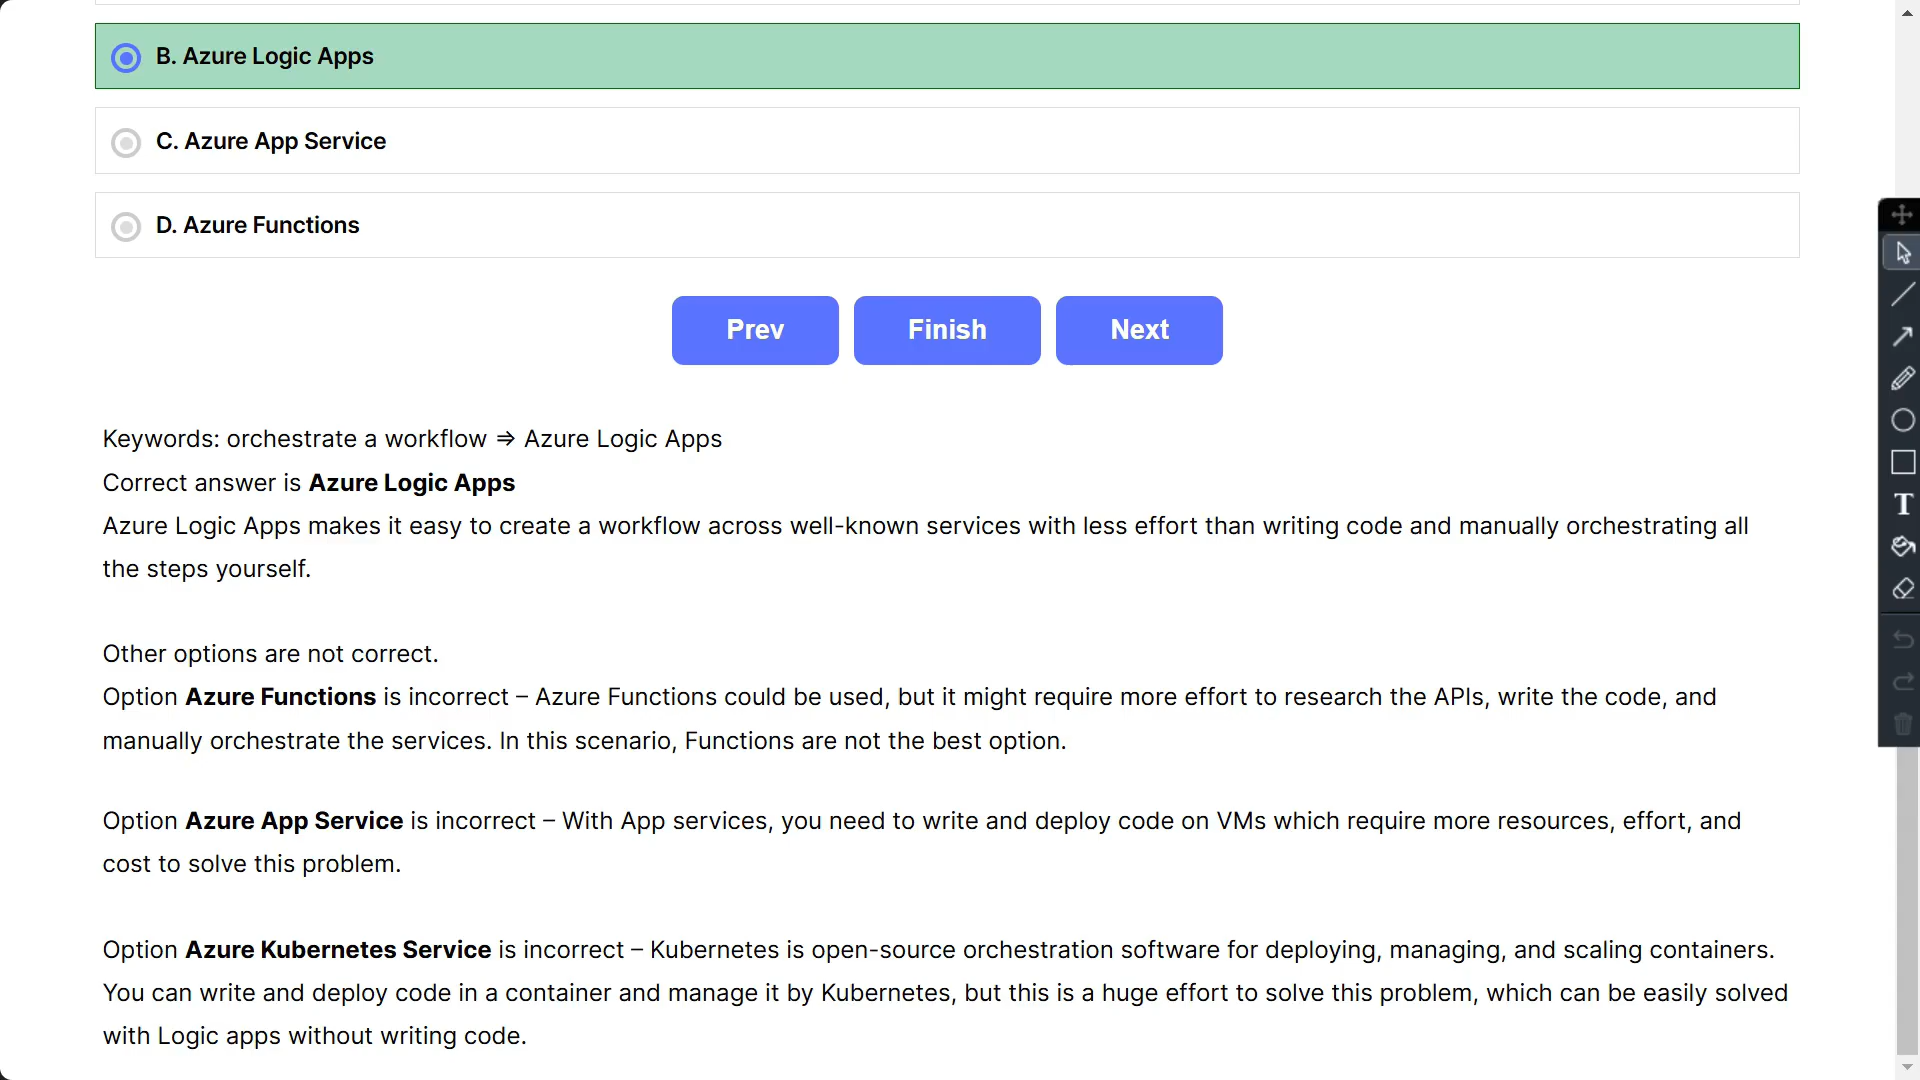 B. Azure Logic Apps
C. Azure App Service
D. Azure Functions
Prev Finish Next
Keywords: orchestrate a workflow ⇒ Azure Logic Apps
Correct answer is Azure Logic Apps
Azure Logic Apps makes it easy to create a workflow across well-known services with less effort than writing code and manually orchestrating all
the steps yourself.
Other options are not correct.
Option Azure Functions is incorrect – Azure Functions could be used, but it might require more effort to research the APIs, write the code, and
manually orchestrate the services. In this scenario, Functions are not the best option.
Option Azure App Service is incorrect – With App services, you need to write and deploy code on VMs which require more resources, effort, and
cost to solve this problem.
Option Azure Kubernetes Service is incorrect – Kubernetes is open-source orchestration software for deploying, managing, and scaling containers.
You can write and deploy code in a container and manage it by Kubernetes, but this is a huge effort to solve this problem, which can be easily solved
with Logic apps without writing code.
T